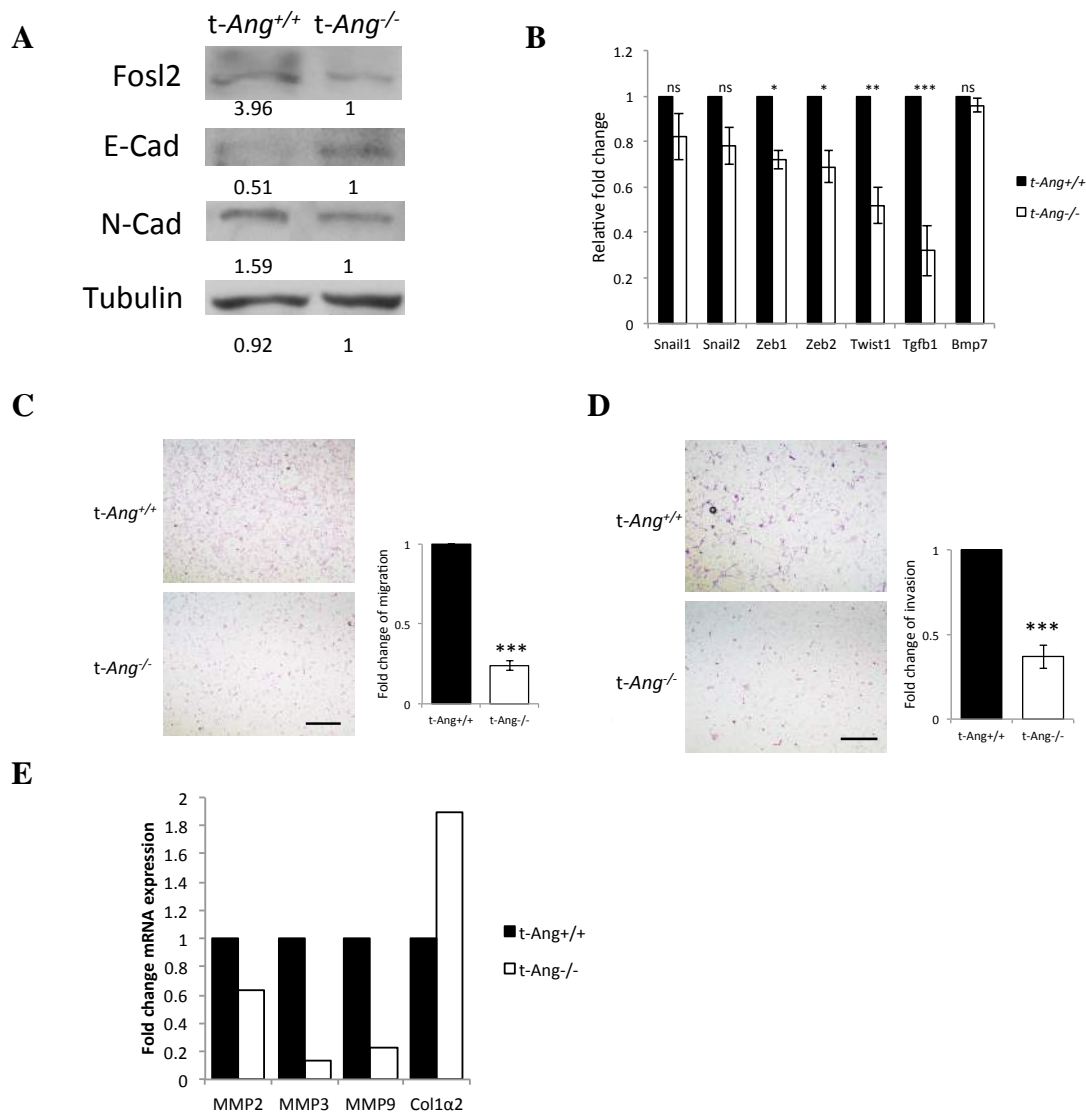 A
t-Ang+/+ t-Ang-/-
Fosl2
3.96 1
E-Cad
0.51 1
N-Cad
1.59 1
Tubulin
0.92 1
B
Relative fold change
1.2
1
0.8
0.6
0.4
0.2
0
ns ns * * ** *** ns
Snail1 Snail2 Zeb1 Zeb2 Twist1 Tgfb1 Bmp7
t-Ang+/+
t-Ang-/-
C
t-Ang+/+
t-Ang-/-
Fold change of migration
1
0.5
0
***
t-Ang+/+ t-Ang-/-
D
t-Ang+/+
t-Ang-/-
Fold change of invasion
1
0.5
0
***
t-Ang+/+ t-Ang-/-
E
Fold change mRNA expression
2
1.8
1.6
1.4
1.2
1
0.8
0.6
0.4
0.2
0
MMP2 MMP3 MMP9 Col1α2
t-Ang+/+
t-Ang-/-